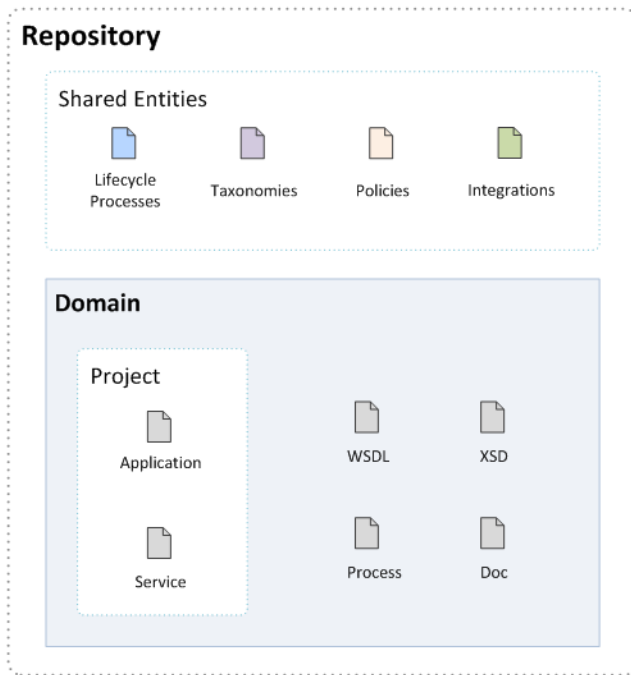 Repository
Shared Entities
Lifecycle
Processes
Taxonomies
Policies
Integrations
Domain
Project
Application
WSDL
XSD
Service
Process
Doc